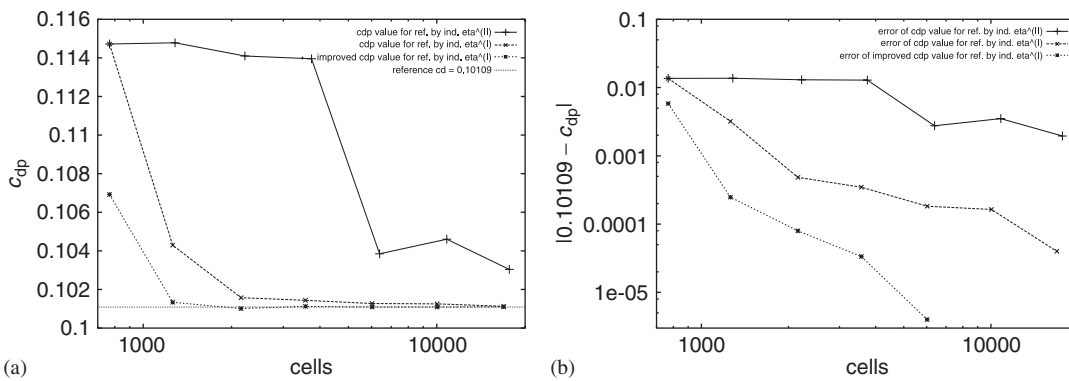 0.116
0.114
0.112
0.11
0.108
0.106
0.104
0.102
0.1
c_dp
1000
10000
cells
cdp value for ref. by ind. eta^(II)
cdp value for ref. by ind. eta^(I)
improved cdp value for ref. by ind. eta^(I)
reference cd = 0.10109
(a)
0.1
0.01
0.001
0.0001
1e-05
|0.10109 − c_dp|
1000
10000
cells
error of cdp value for ref. by ind. eta^(II)
error of cdp value for ref. by ind. eta^(I)
error of improved cdp value for ref. by ind. eta^(I)
(b)